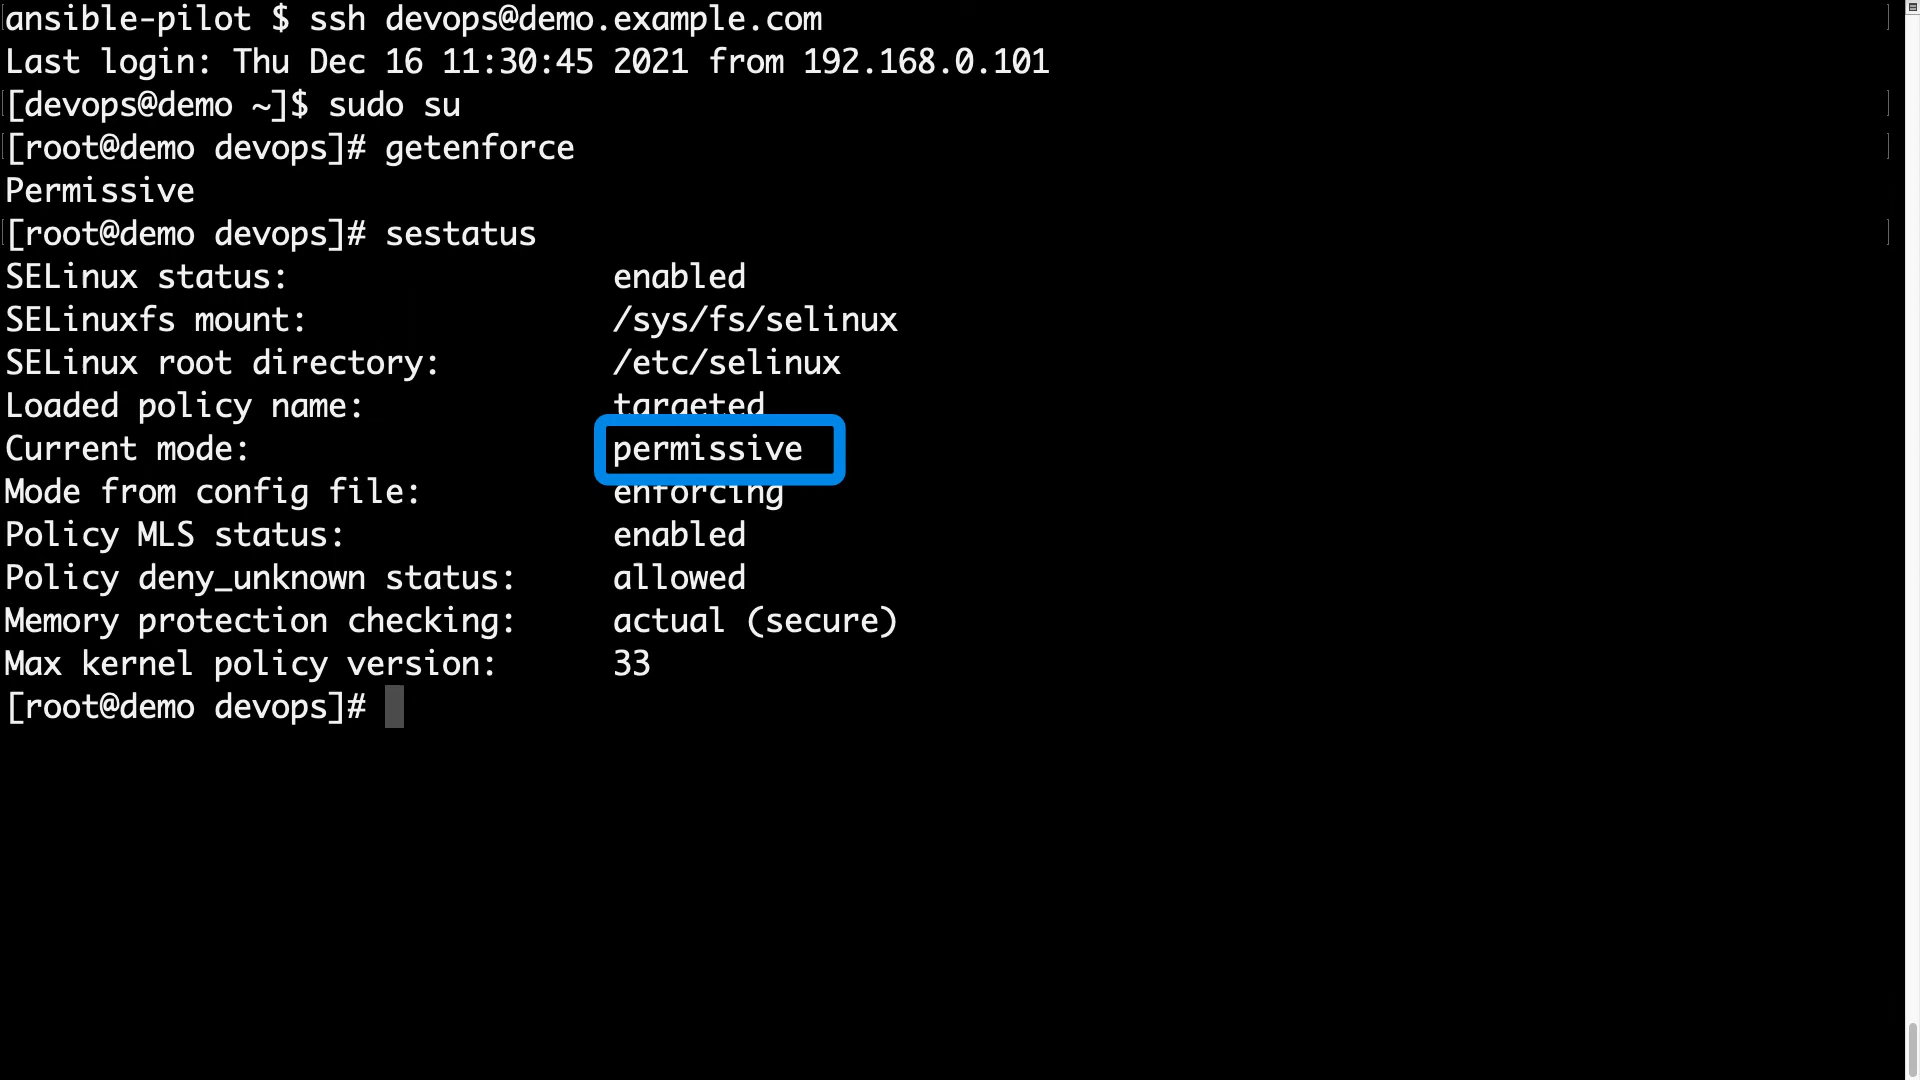 ansible-pilot $ ssh devops@demo.example.com
Last login: Thu Dec 16 11:30:45 2021 from 192.168.0.101
[devops@demo ~]$ sudo su
[root@demo devops]# getenforce
Permissive
[root@demo devops]# sestatus
SELinux status:                 enabled
SELinuxfs mount:                /sys/fs/selinux
SELinux root directory:         /etc/selinux
Loaded policy name:             targeted
Current mode:                   permissive
Mode from config file:          enforcing
Policy MLS status:              enabled
Policy deny_unknown status:     allowed
Memory protection checking:     actual (secure)
Max kernel policy version:      33
[root@demo devops]#